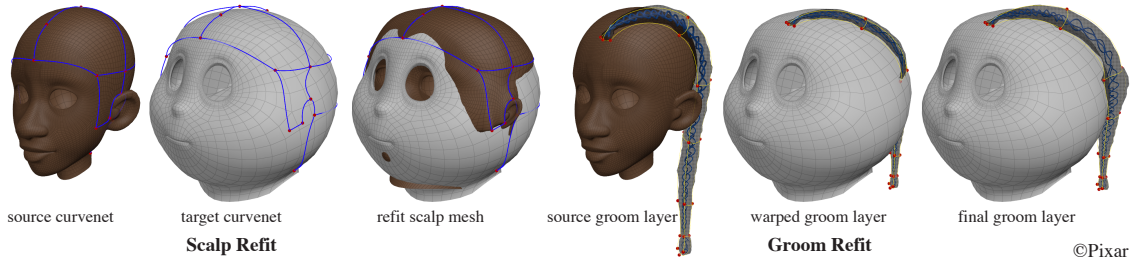 source curvenet
target curvenet
refit scalp mesh
source groom layer
warped groom layer
final groom layer
Scalp Refit
Groom Refit
©Pixar